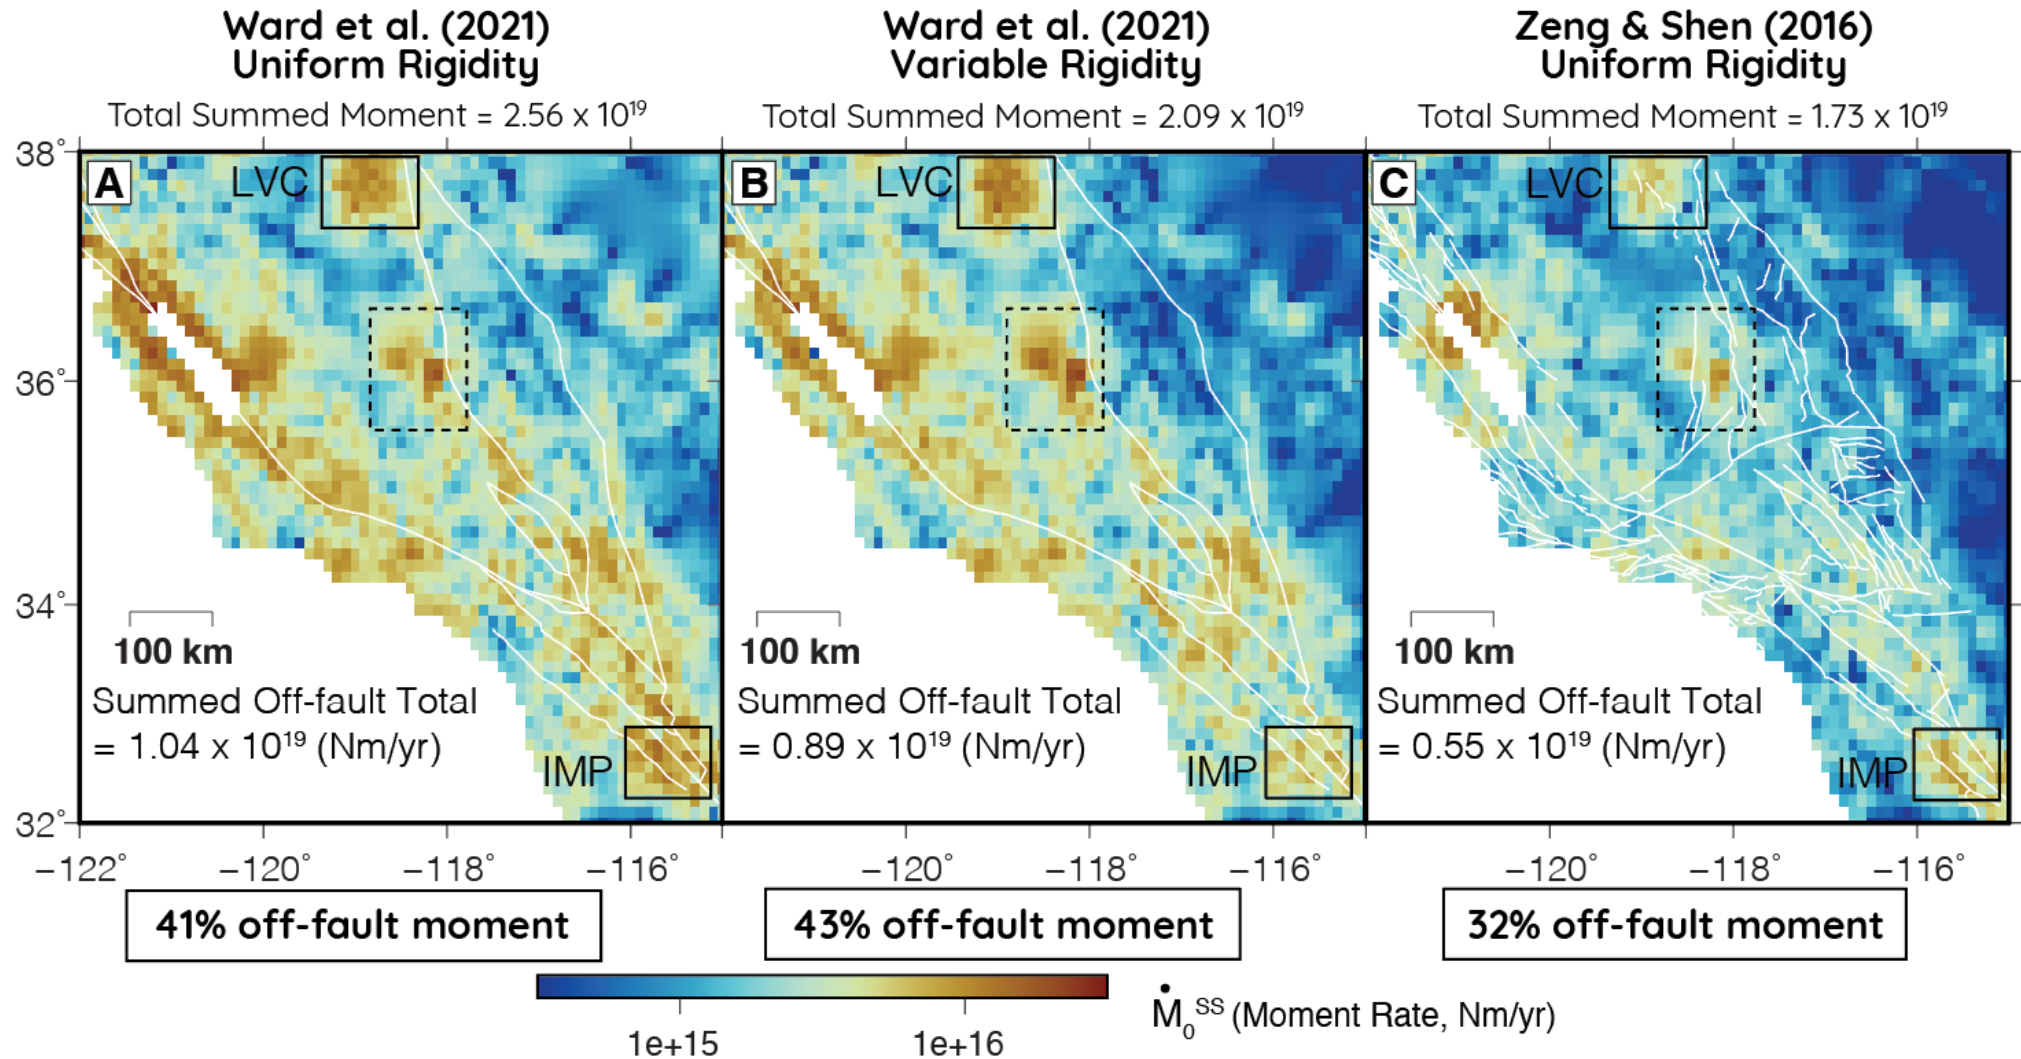 Ward et al. (2021)
Uniform Rigidity
Total Summed Moment = 2.56 x 10¹⁹
Ward et al. (2021)
Variable Rigidity
Total Summed Moment = 2.09 x 10¹⁹
Zeng & Shen (2016)
Uniform Rigidity
Total Summed Moment = 1.73 x 10¹⁹
38°
36°
34°
32°
A
LVC
100 km
Summed Off-fault Total
= 1.04 x 10¹⁹ (Nm/yr)
IMP
B
LVC
100 km
Summed Off-fault Total
= 0.89 x 10¹⁹ (Nm/yr)
IMP
C
LVC
100 km
Summed Off-fault Total
= 0.55 x 10¹⁹ (Nm/yr)
IMP
−122° −120° −118° −116°
−120° −118° −116°
−120° −118° −116°
41% off-fault moment
43% off-fault moment
32% off-fault moment
1e+15 1e+16
Ṁ₀ˢˢ (Moment Rate, Nm/yr)